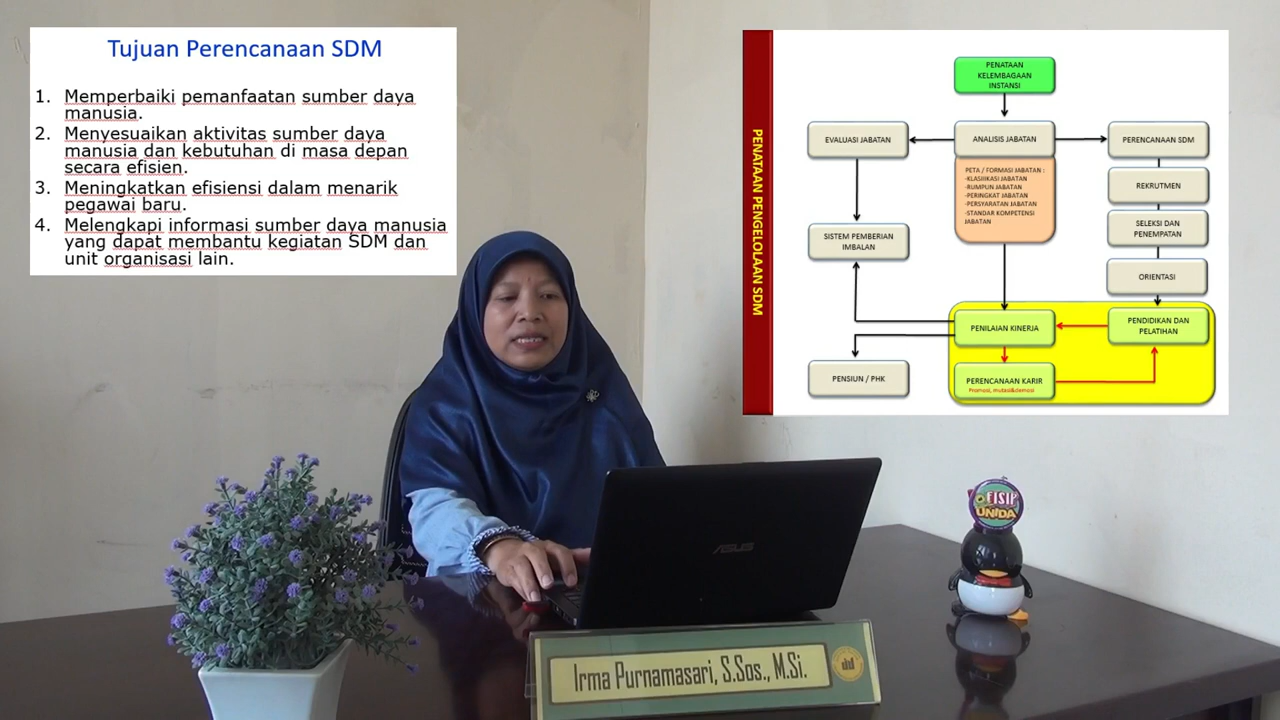 Tujuan Perencanaan SDM
1. Memperbaiki pemanfaatan sumber daya
manusia.
2. Menyesuaikan aktivitas sumber daya
manusia dan kebutuhan di masa depan
secara efisien.
3. Meningkatkan efisiensi dalam menarik
pegawai baru.
4. Melengkapi informasi sumber daya manusia
yang dapat membantu kegiatan SDM dan
unit organisasi lain.
PENATAAN PENGELOLAAN SDM
PENATAAN
KELEMBAGAAN
INSTANSI
EVALUASI JABATAN
ANALISIS JABATAN
PERENCANAAN SDM
PETA / FORMASI JABATAN :
-KLASIFIKASI JABATAN
-RUMPUN JABATAN
-PERINGKAT JABATAN
-PERSYARATAN JABATAN
-STANDAR KOMPETENSI
JABATAN
REKRUTMEN
SISTEM PEMBERIAN
IMBALAN
SELEKSI DAN
PENEMPATAN
ORIENTASI
PENILAIAN KINERJA
PENDIDIKAN DAN
PELATIHAN
PENSIUN / PHK
PERENCANAAN KARIR
Promosi, mutasi&demosi
FISIP
UNIDA
ASUS
Irma Purnamasari, S.Sos., M.Si.